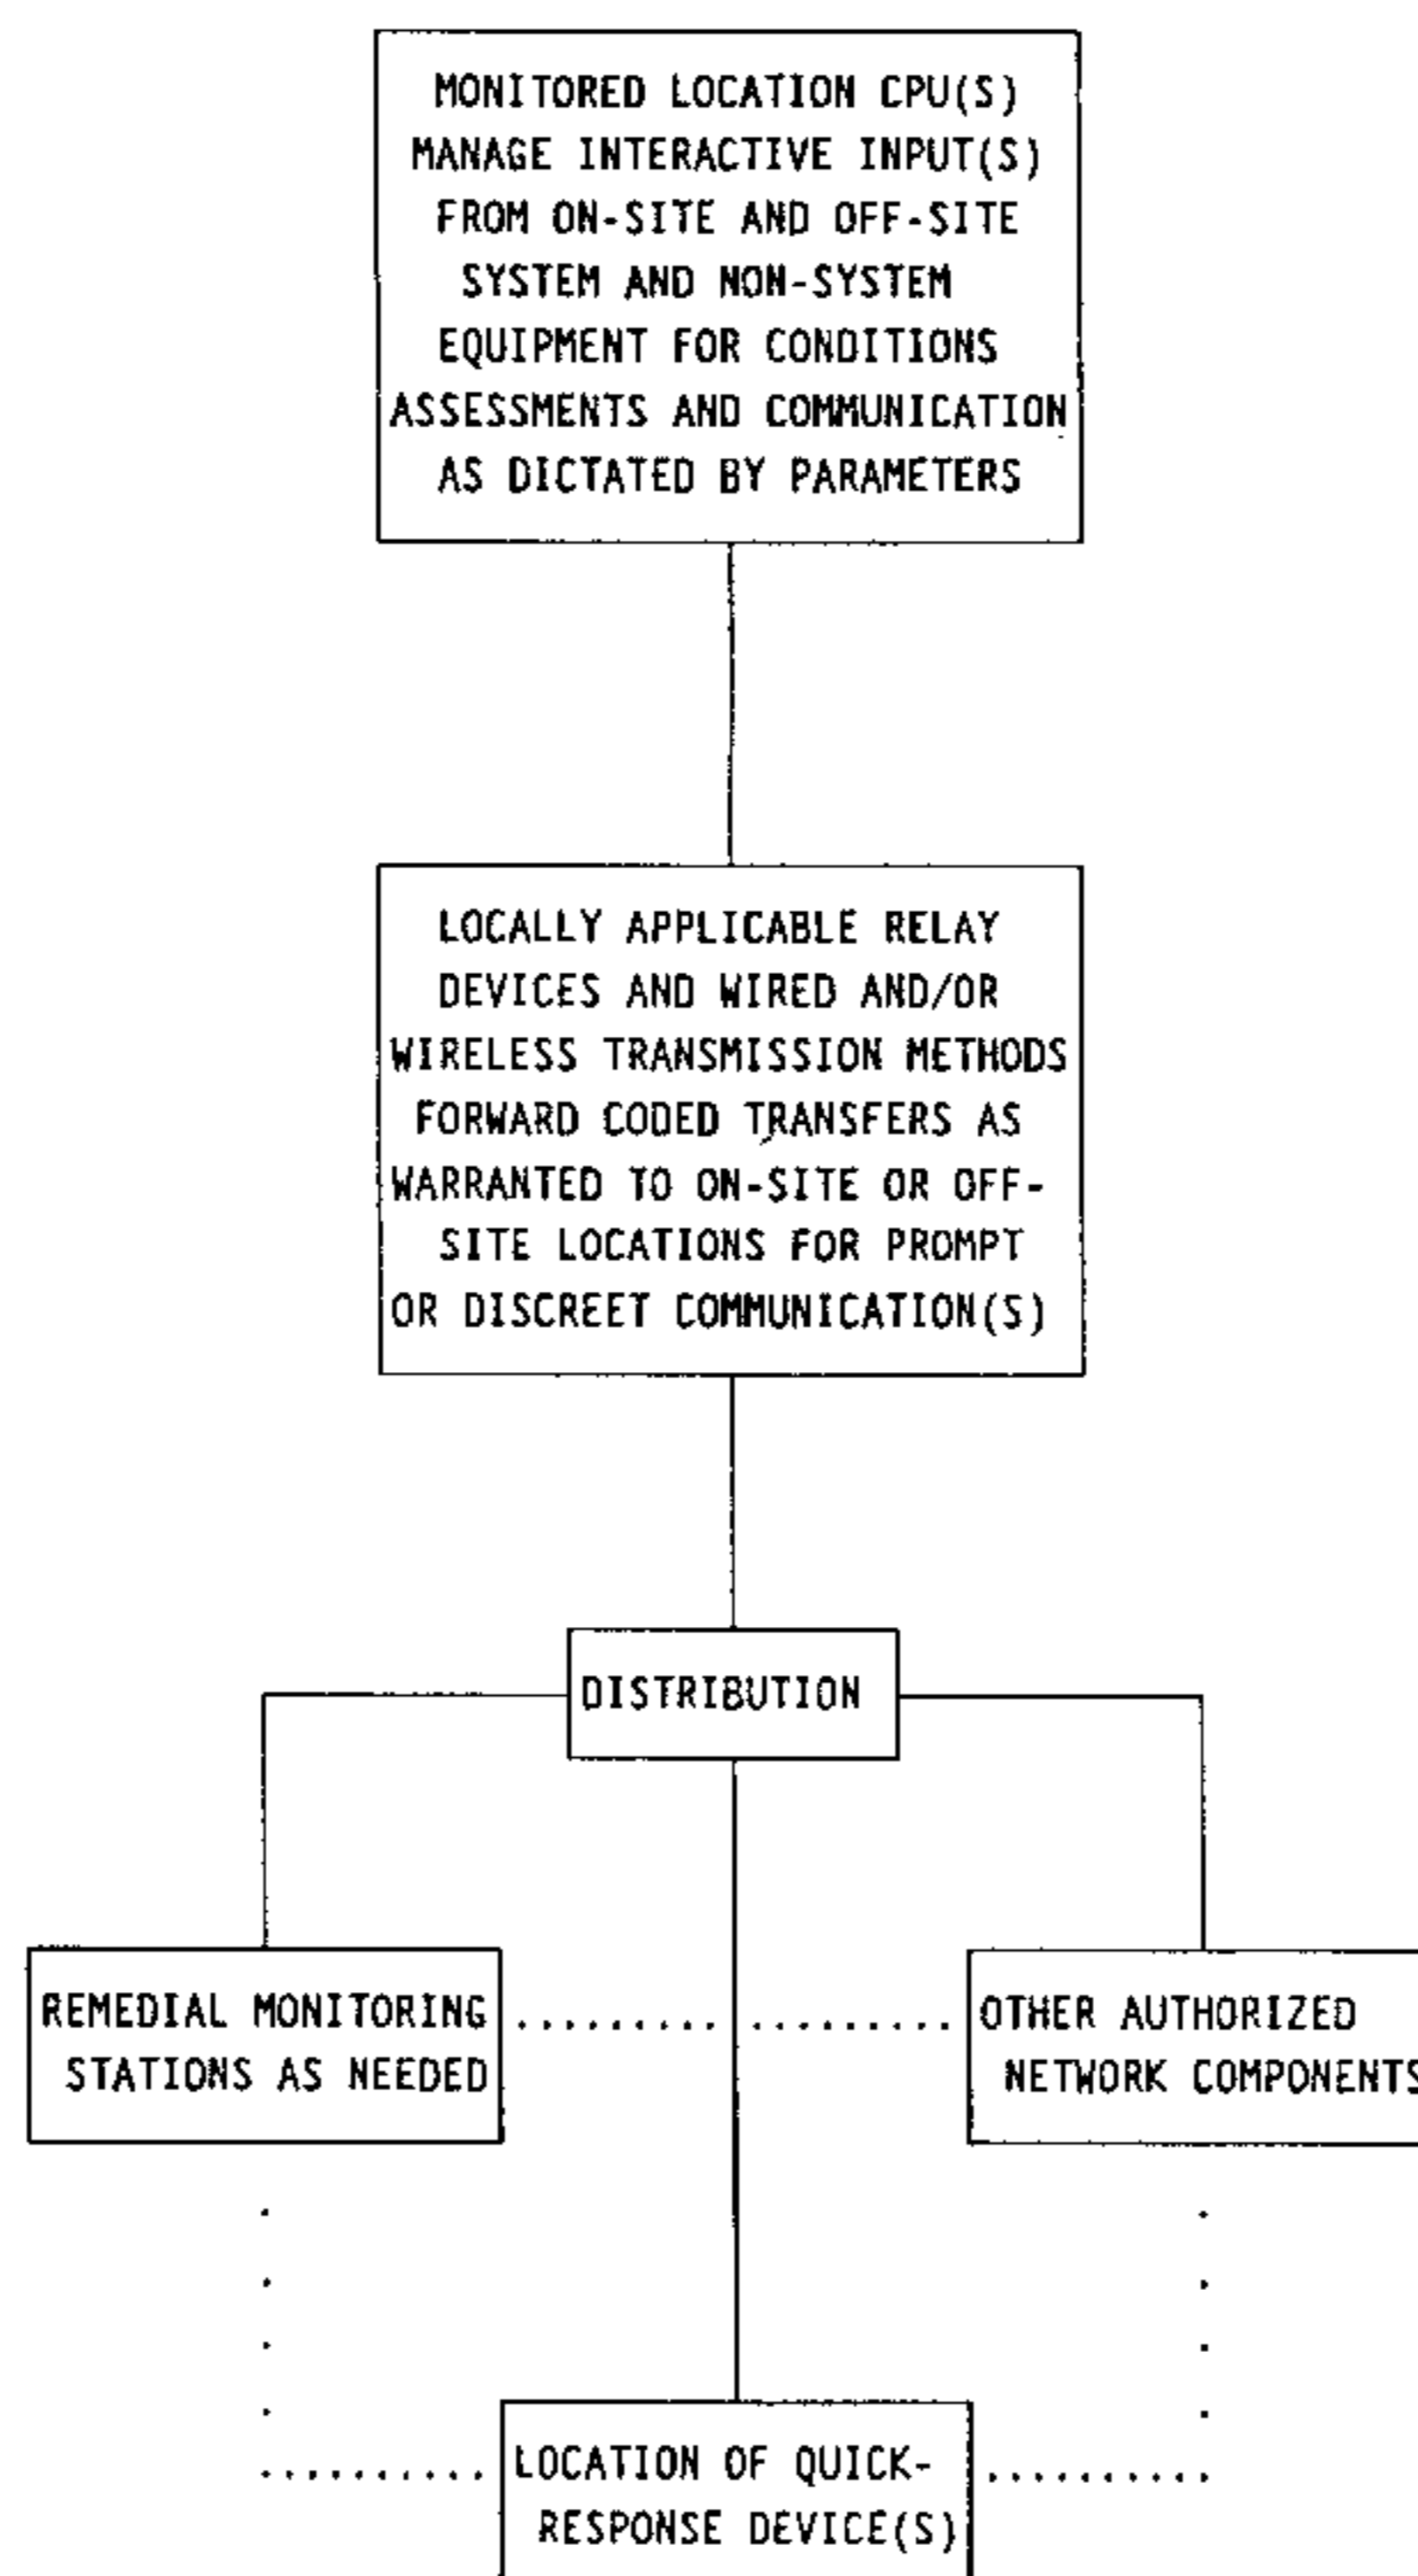 MONITORED LOCATION CPU(S)
MANAGE INTERACTIVE INPUT(S)
FROM ON-SITE AND OFF-SITE
SYSTEM AND NON-SYSTEM
EQUIPMENT FOR CONDITIONS
ASSESSMENTS AND COMMUNICATION
AS DICTATED BY PARAMETERS
LOCALLY APPLICABLE RELAY
DEVICES AND WIRED AND/OR
WIRELESS TRANSMISSION METHODS
FORWARD CODED TRANSFERS AS
WARRANTED TO ON-SITE OR OFF-
SITE LOCATIONS FOR PROMPT
OR DISCREET COMMUNICATION(S)
DISTRIBUTION
REMEDIAL MONITORING
STATIONS AS NEEDED
OTHER AUTHORIZED
NETWORK COMPONENTS
LOCATION OF QUICK-
RESPONSE DEVICE(S)